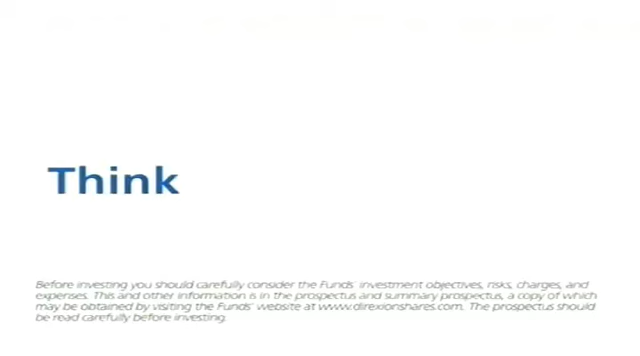 Think
Before investing you should carefully consider the Funds' investment objectives, risks, charges, and
expenses. This and other information is in the prospectus and summary prospectus, a copy of which
may be obtained by visiting the Funds' website at www.direxionshares.com. The prospectus should
be read carefully before investing.